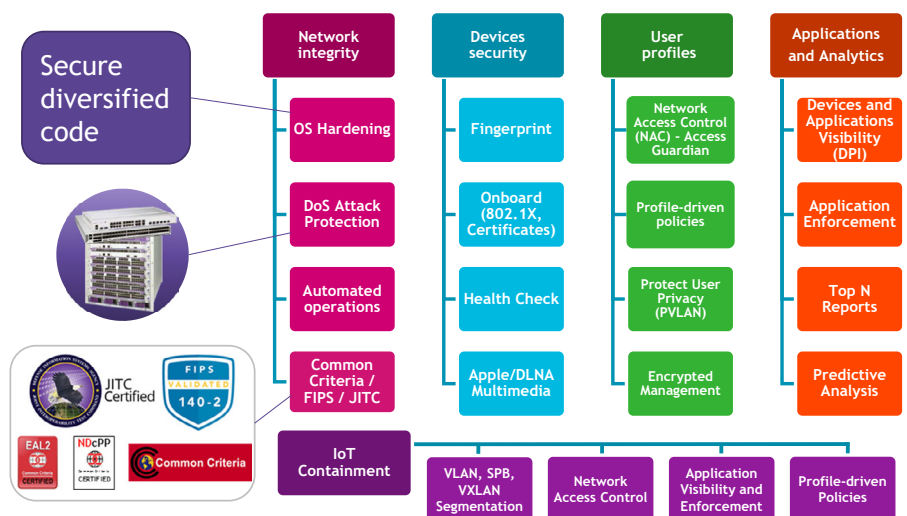 Secure
diversified
code
Network
integrity
OS Hardening
DoS Attack
Protection
Automated
operations
Common
Criteria /
FIPS / JITC
Devices
security
Fingerprint
Onboard
(802.1X,
Certificates)
Health Check
Apple/DLNA
Multimedia
User
profiles
Network
Access Control
(NAC) - Access
Guardian
Profile-driven
policies
Protect User
Privacy
(PVLAN)
Encrypted
Management
Applications
and Analytics
Devices and
Applications
Visibility
(DPI)
Application
Enforcement
Top N
Reports
Predictive
Analysis
JITC
Certified
FIPS
VALIDATED
140-2
EAL2
Common Criteria
CERTIFIED
NDcPP
Common Criteria
CERTIFIED
Common Criteria
IoT
Containment
VLAN, SPB,
VXLAN
Segmentation
Network
Access Control
Application
Visibility and
Enforcement
Profile-driven
Policies